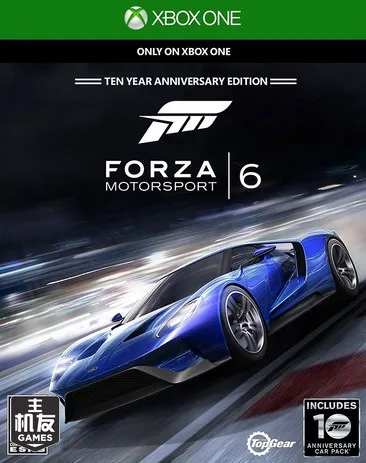 XBOX ONE
ONLY ON XBOX ONE
TEN YEAR ANNIVERSARY EDITION
FORZA
MOTORSPORT
6
主
机友
GAMES
TopGear
INCLUDES
10
ANNIVERSARY
CAR PACK